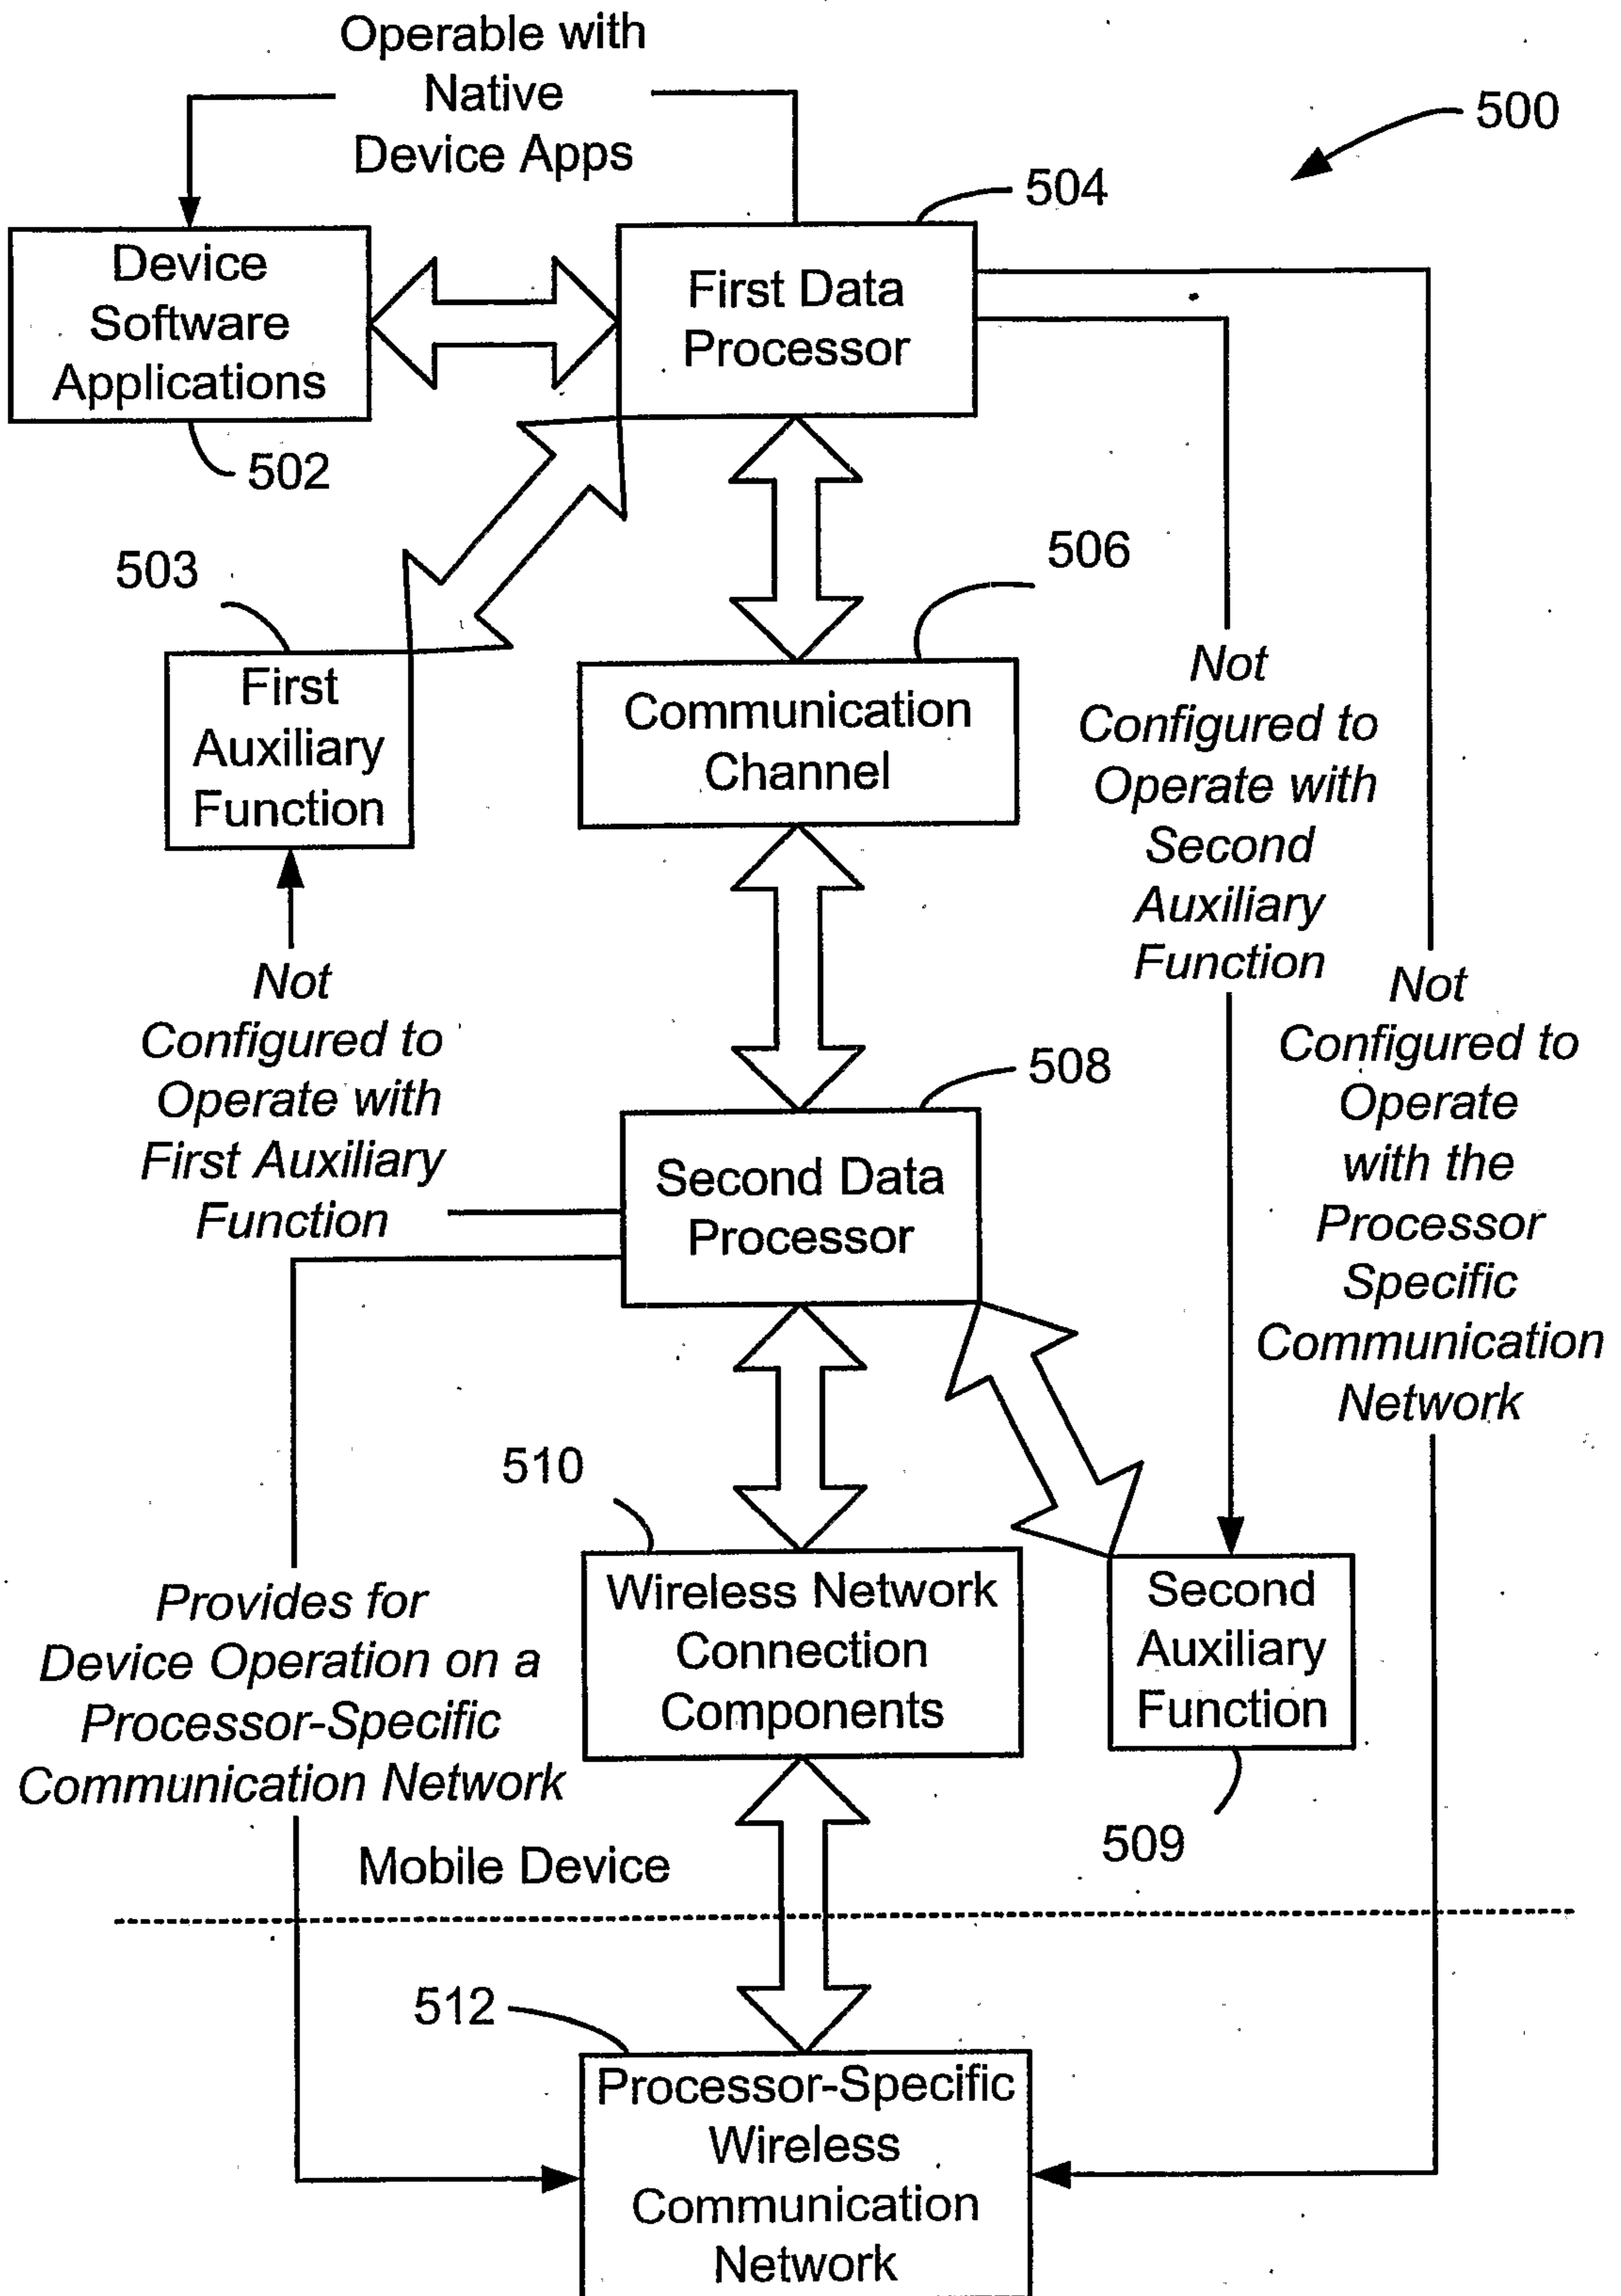 Operable with
Native
Device Apps
500
504
Device
Software
Applications
First Data
Processor
502
503
506
First
Auxiliary
Function
Communication
Channel
Not
Configured to
Operate with
Second
Auxiliary
Function
Not
Configured to
Operate with
First Auxiliary
Function
Not
Configured to
Operate
with the
Processor
Specific
Communication
Network
508
Second Data
Processor
510
Wireless Network
Connection
Components
Second
Auxiliary
Function
509
Provides for
Device Operation on a
Processor-Specific
Communication Network
Mobile Device
512
Processor-Specific
Wireless
Communication
Network